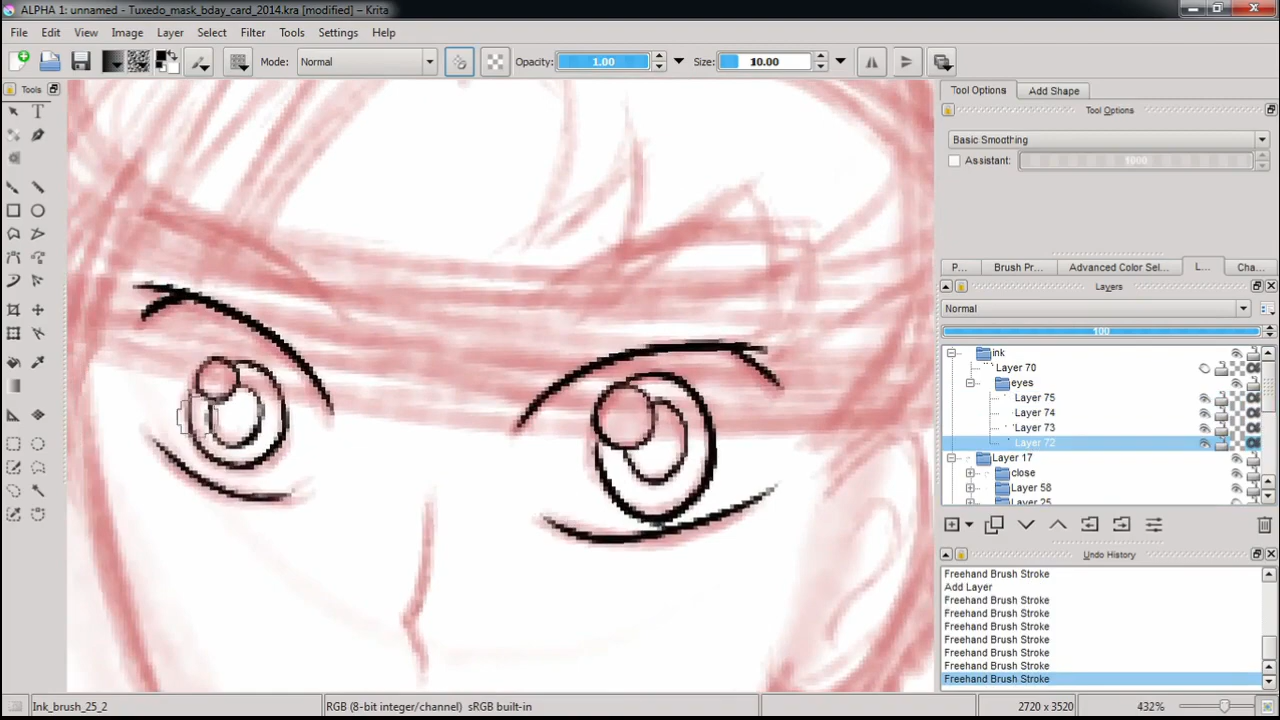 ALPHA 1: unnamed - Tuxedo_mask_bday_card_2014.kra [modified] – Krita
File Edit View Image Layer Select Filter Tools Settings Help
Mode: Normal Opacity: 1.00 Size: 10.00
Tools
Tool Options Add Shape
Tool Options
Basic Smoothing
Assistant: 1000
P... Brush Pr... Advanced Color Sel... L... Cha...
Layers
Normal
100
ink
Layer 70
eyes
Layer 75
Layer 74
Layer 73
Layer 72
Layer 17
close
Layer 58
Layer 25
Undo History
Freehand Brush Stroke
Add Layer
Freehand Brush Stroke
Freehand Brush Stroke
Freehand Brush Stroke
Freehand Brush Stroke
Freehand Brush Stroke
Freehand Brush Stroke
Freehand Brush Stroke
Ink_brush_25_2 RGB (8-bit integer/channel) sRGB built-in 2720 x 3520 432%